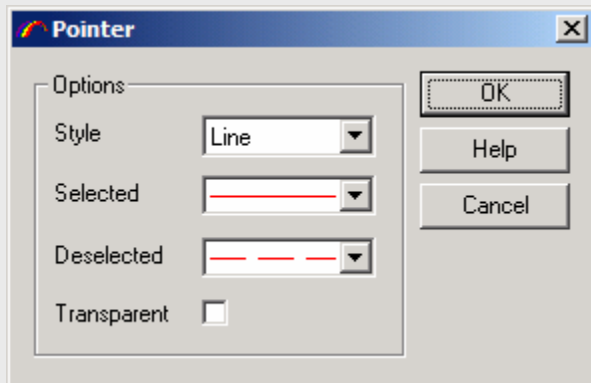 Pointer
Options
Style
Line
Selected
Deselected
Transparent
OK
Help
Cancel